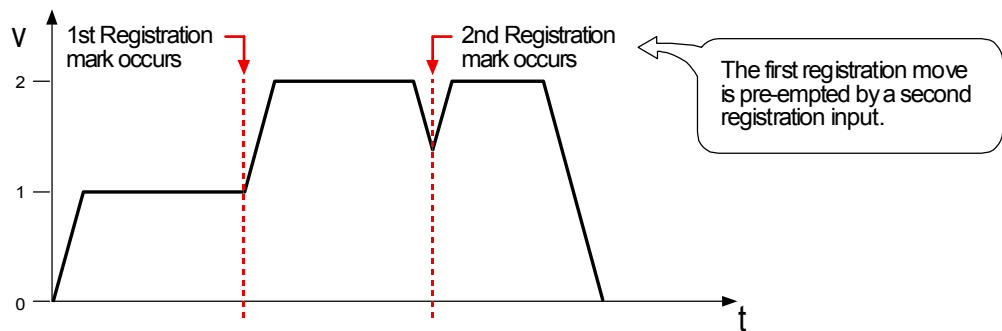 V
1st Registration
mark occurs
2nd Registration
mark occurs
The first registration move
is pre-empted by a second
registration input.
2
1
0
t